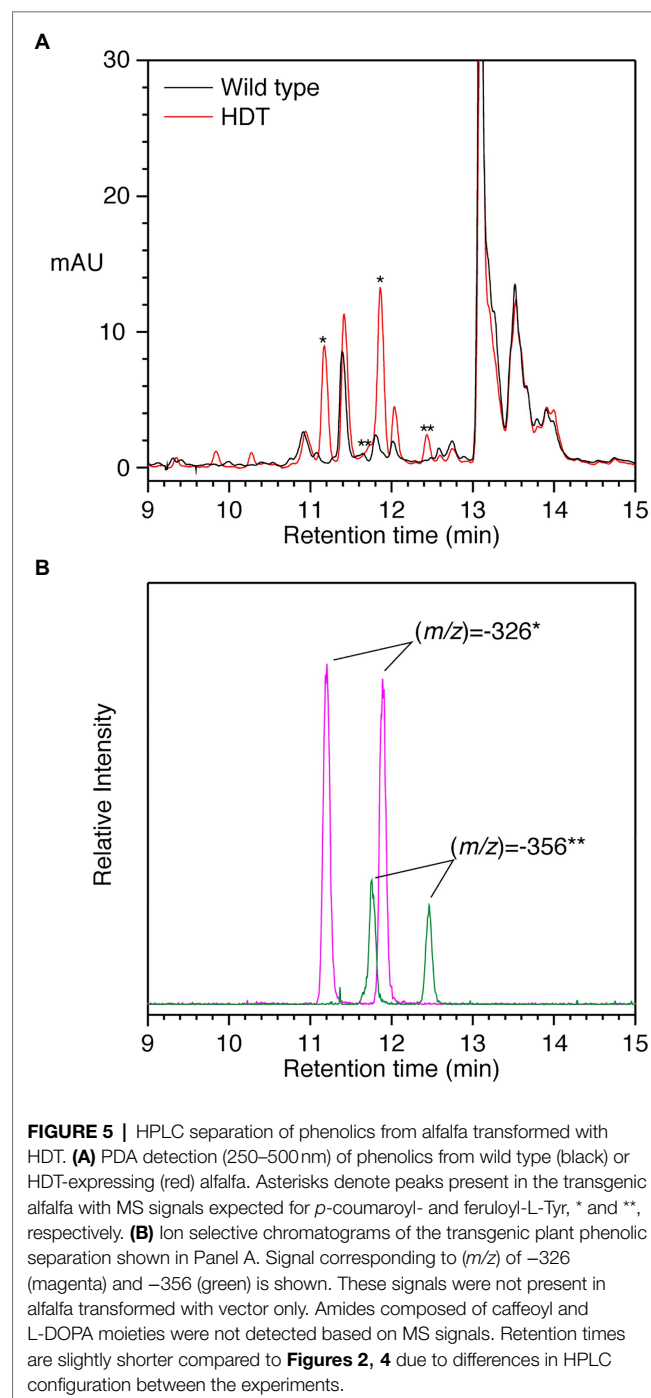 A
30
Wild type
HDT
20
mAU
10
0
*
*
**
**
9 10 11 12 13 14 15
Retention time (min)
B
(m/z)=-326*
(m/z)=-356**
Relative Intensity
9 10 11 12 13 14 15
Retention time (min)
FIGURE 5 | HPLC separation of phenolics from alfalfa transformed with
HDT. (A) PDA detection (250–500 nm) of phenolics from wild type (black) or
HDT-expressing (red) alfalfa. Asterisks denote peaks present in the transgenic
alfalfa with MS signals expected for p-coumaroyl- and feruloyl-L-Tyr, * and **,
respectively. (B) Ion selective chromatograms of the transgenic plant phenolic
separation shown in Panel A. Signal corresponding to (m/z) of −326
(magenta) and −356 (green) is shown. These signals were not present in
alfalfa transformed with vector only. Amides composed of caffeoyl and
L-DOPA moieties were not detected based on MS signals. Retention times
are slightly shorter compared to Figures 2, 4 due to differences in HPLC
configuration between the experiments.